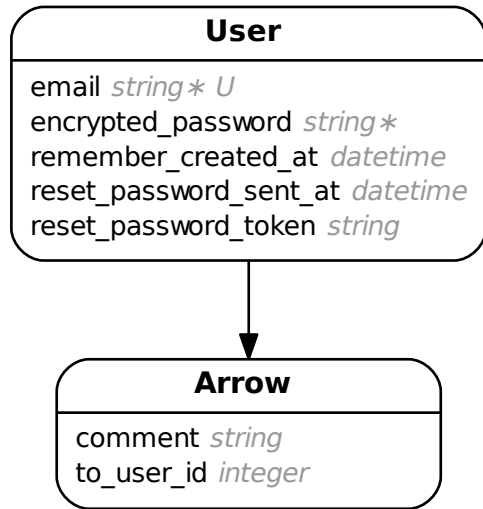 User
email string∗ U
encrypted_password string∗
remember_created_at datetime
reset_password_sent_at datetime
reset_password_token string
Arrow
comment string
to_user_id integer